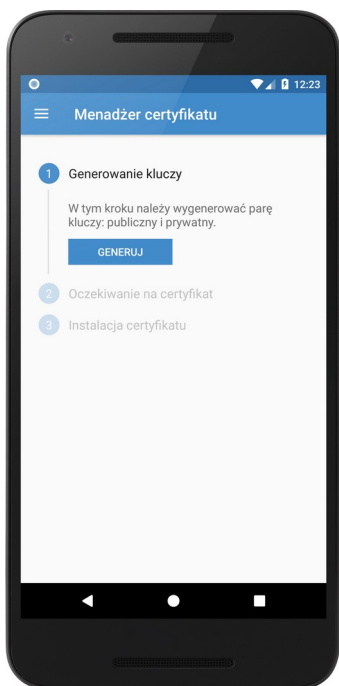 12:23
Menadżer certyfikatu
1 Generowanie kluczy
W tym kroku należy wygenerować parę
kluczy: publiczny i prywatny.
GENERUJ
2 Oczekiwanie na certyfikat
3 Instalacja certyfikatu